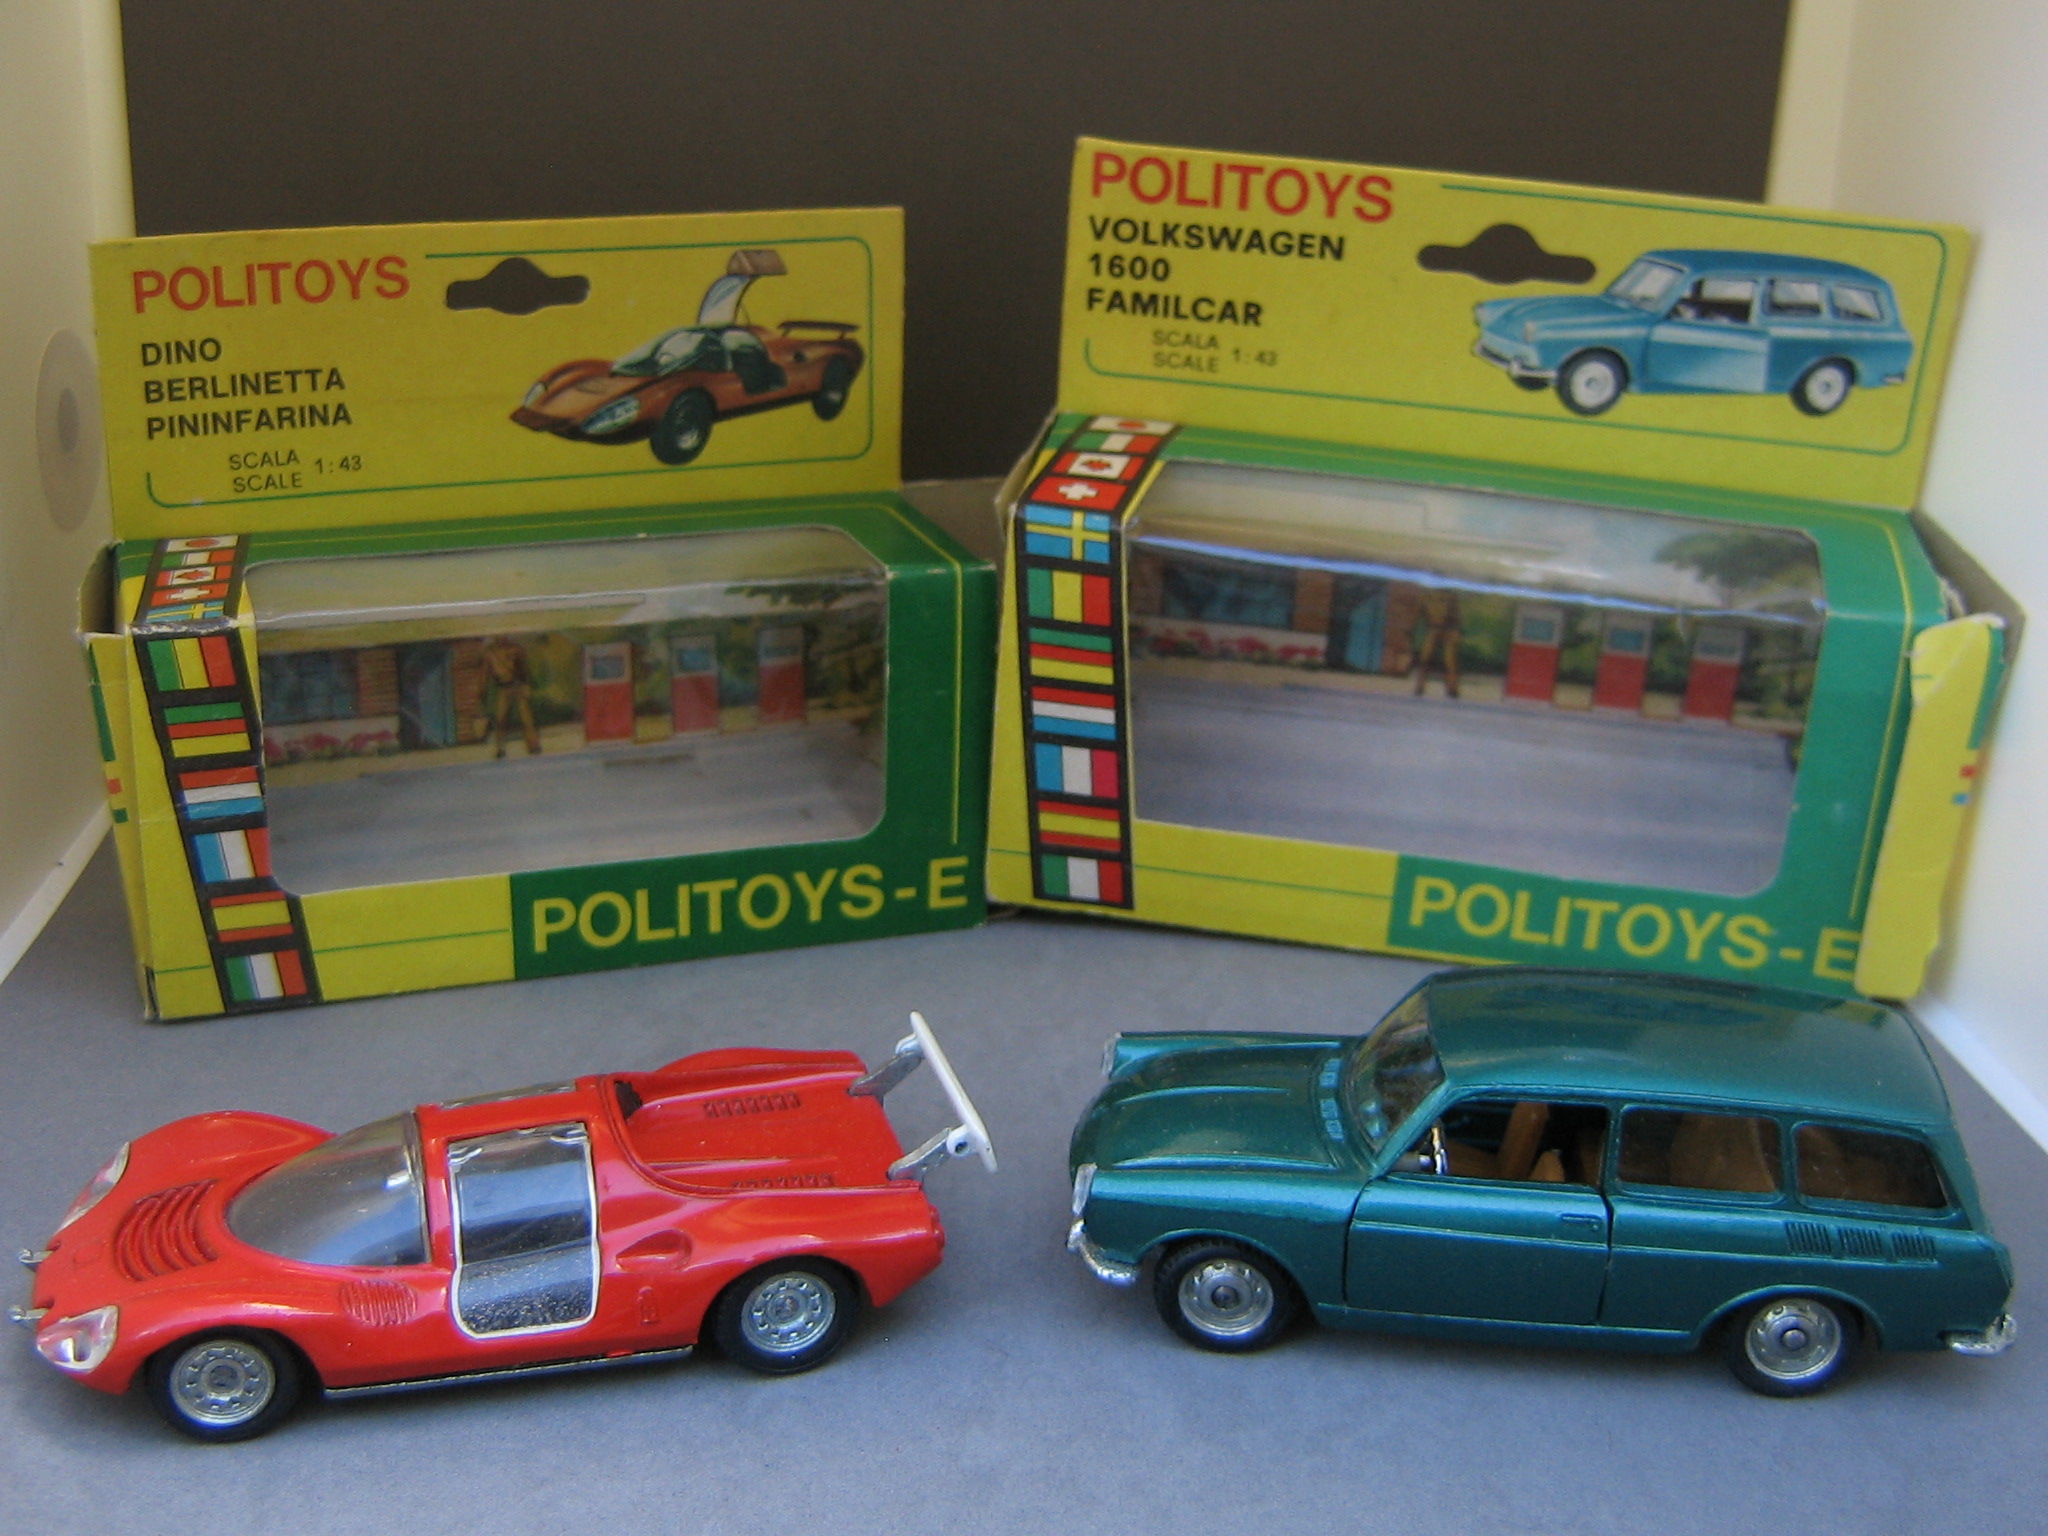 POLITOYS
DINO
BERLINETTA
PININFARINA
SCALA
SCALE 1:43
POLITOYS-E
POLITOYS
VOLKSWAGEN
1600
FAMILCAR
SCALA
SCALE 1:43
POLITOYS-E